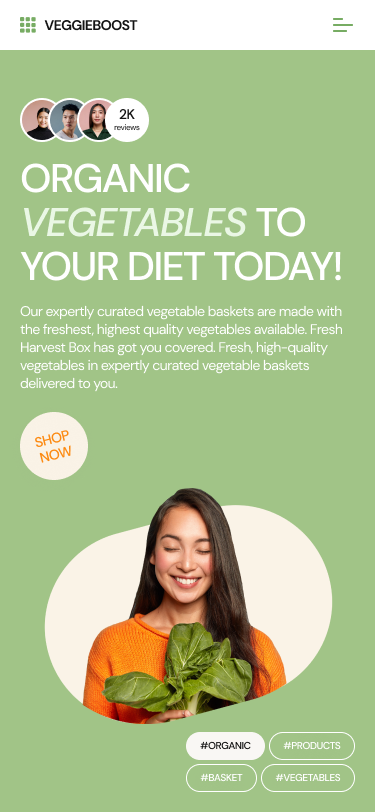 VEGGIEBOOST
2K
reviews
ORGANIC
VEGETABLES TO
YOUR DIET TODAY!
Our expertly curated vegetable baskets are made with
the freshest, highest quality vegetables available. Fresh
Harvest Box has got you covered. Fresh, high-quality
vegetables in expertly curated vegetable baskets
delivered to you.
SHOP
NOW
#ORGANIC #PRODUCTS
#BASKET #VEGETABLES